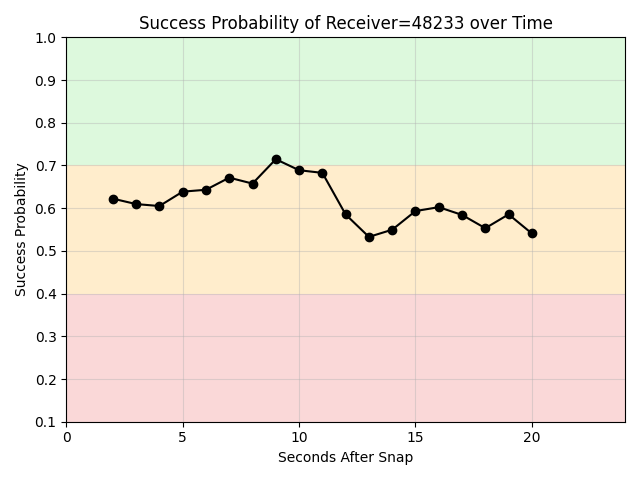 Success Probability of Receiver=48233 over Time
1.0
0.9
0.8
0.7
0.6
0.5
0.4
0.3
0.2
0.1
Success Probability
0 5 10 15 20
Seconds After Snap